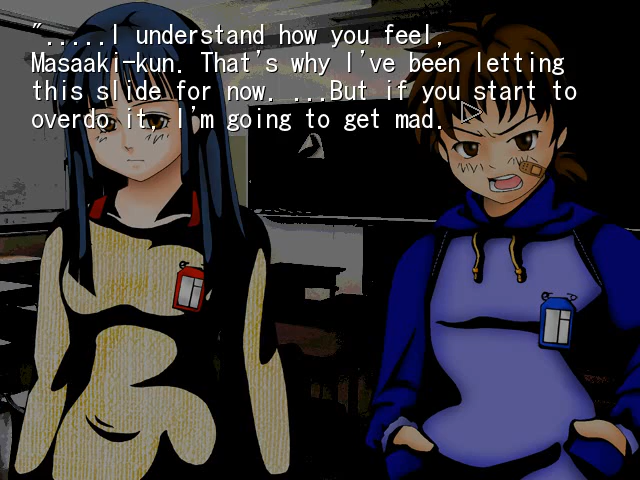 ".....I understand how you feel,
Masaaki-kun. That's why I've been letting
this slide for now. ...But if you start to
overdo it, I'm going to get mad.